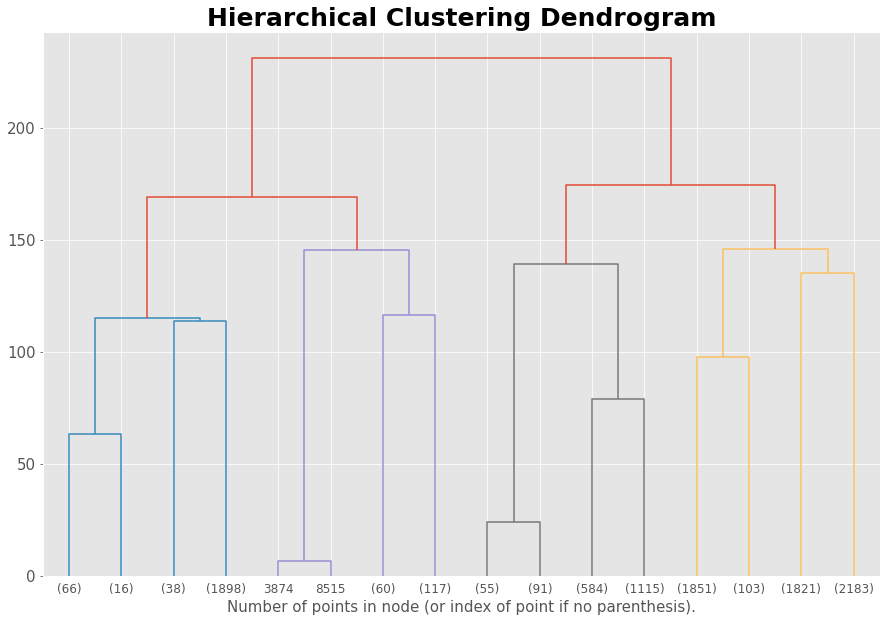 Hierarchical Clustering Dendrogram
200
150
100
50
0
(66) (16) (38) (1898) 3874 8515 (60) (117) (55) (91) (584) (1115) (1851) (103) (1821) (2183)
Number of points in node (or index of point if no parenthesis).